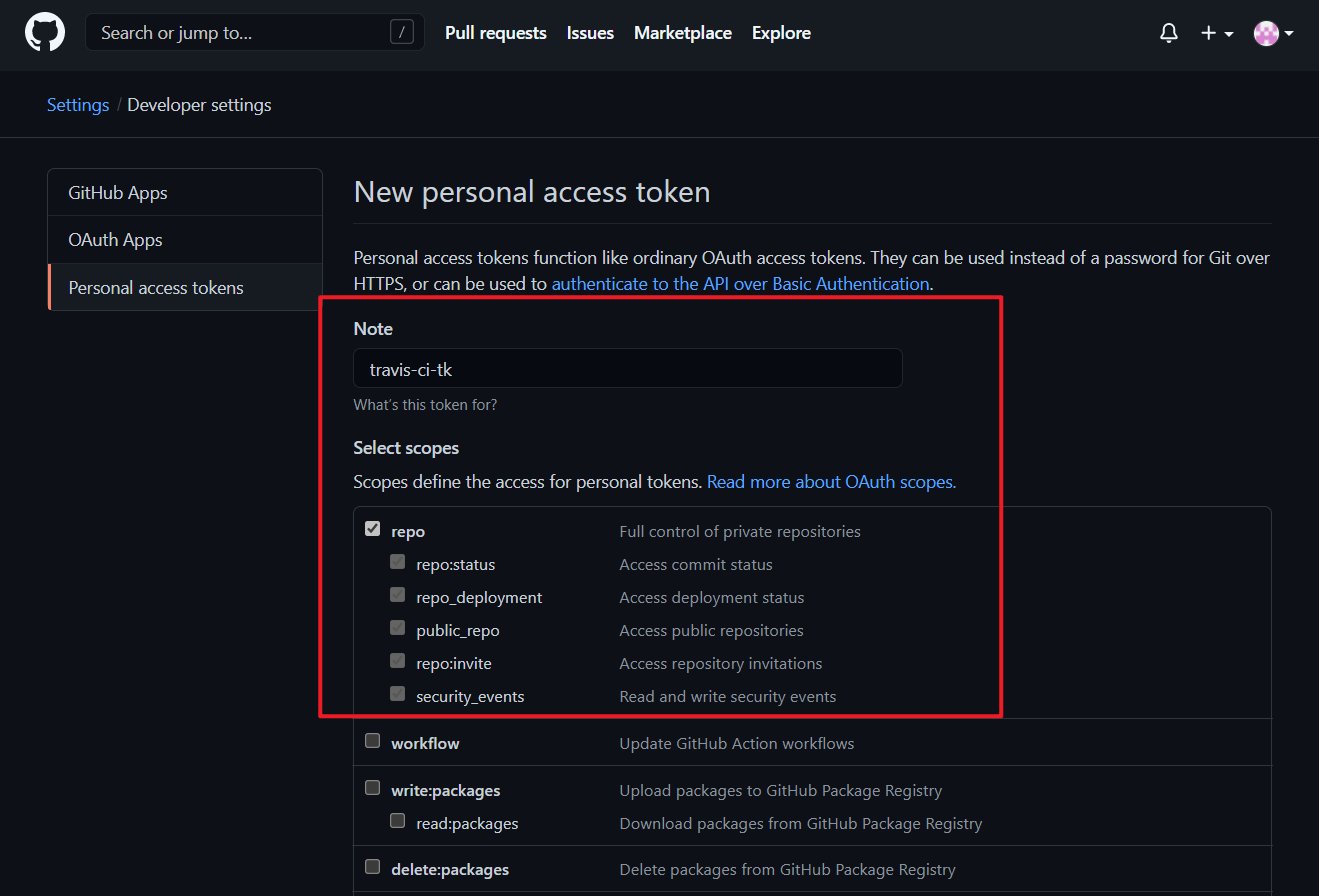 Search or jump to...
/
Pull requests
Issues
Marketplace
Explore
Settings / Developer settings
GitHub Apps
OAuth Apps
Personal access tokens
New personal access token
Personal access tokens function like ordinary OAuth access tokens. They can be used instead of a password for Git over
HTTPS, or can be used to authenticate to the API over Basic Authentication.
Note
travis-ci-tk
What's this token for?
Select scopes
Scopes define the access for personal tokens. Read more about OAuth scopes.
repo Full control of private repositories
repo:status Access commit status
repo_deployment Access deployment status
public_repo Access public repositories
repo:invite Access repository invitations
security_events Read and write security events
workflow Update GitHub Action workflows
write:packages Upload packages to GitHub Package Registry
read:packages Download packages from GitHub Package Registry
delete:packages Delete packages from GitHub Package Registry